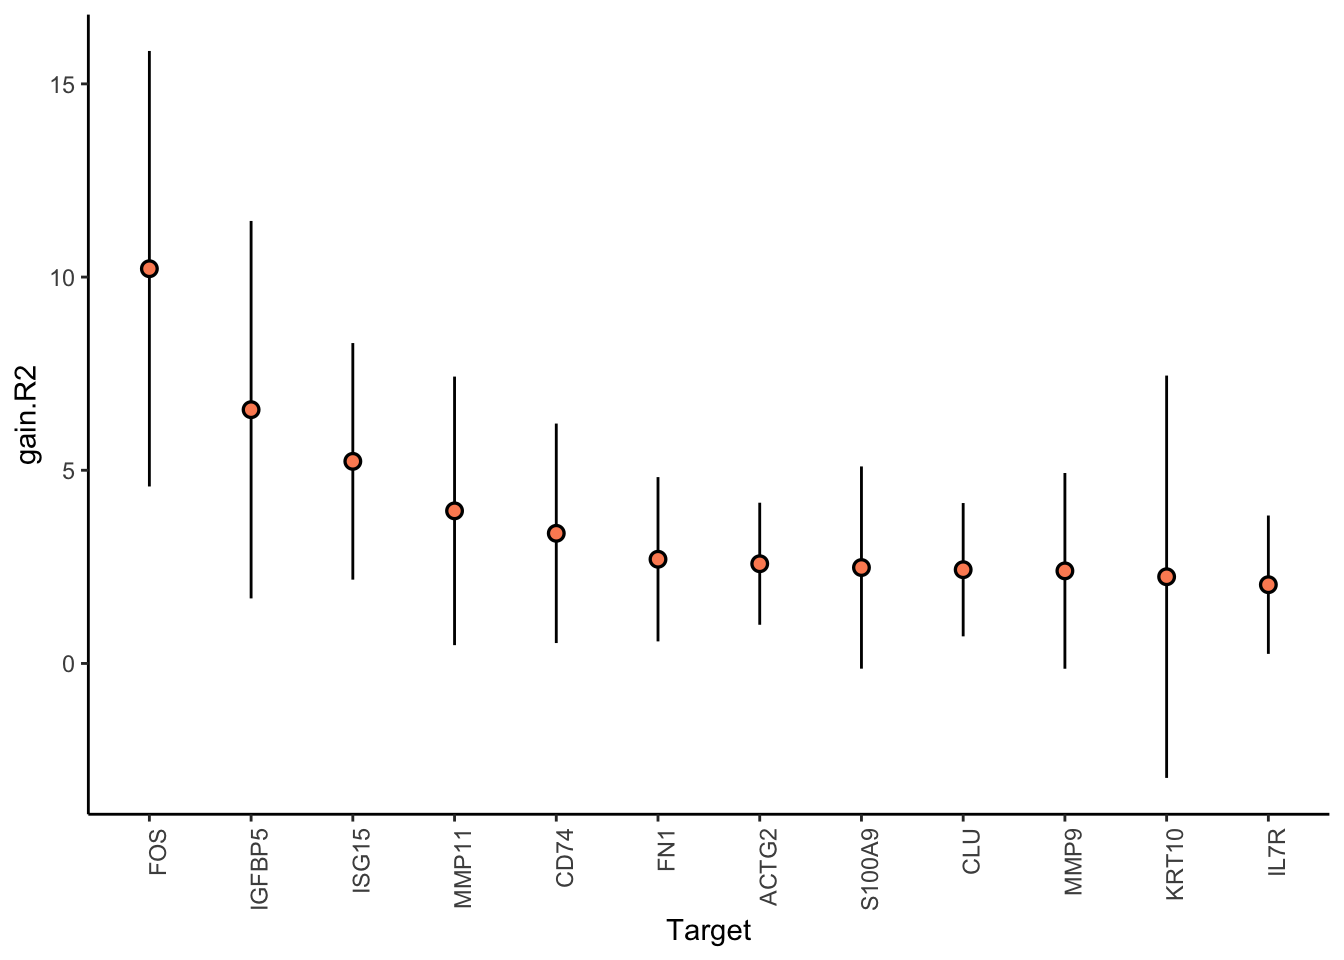 15
10
5
0
gain.R2
FOS
IGFBP5
ISG15
MMP11
CD74
FN1
ACTG2
S100A9
CLU
MMP9
KRT10
IL7R
Target